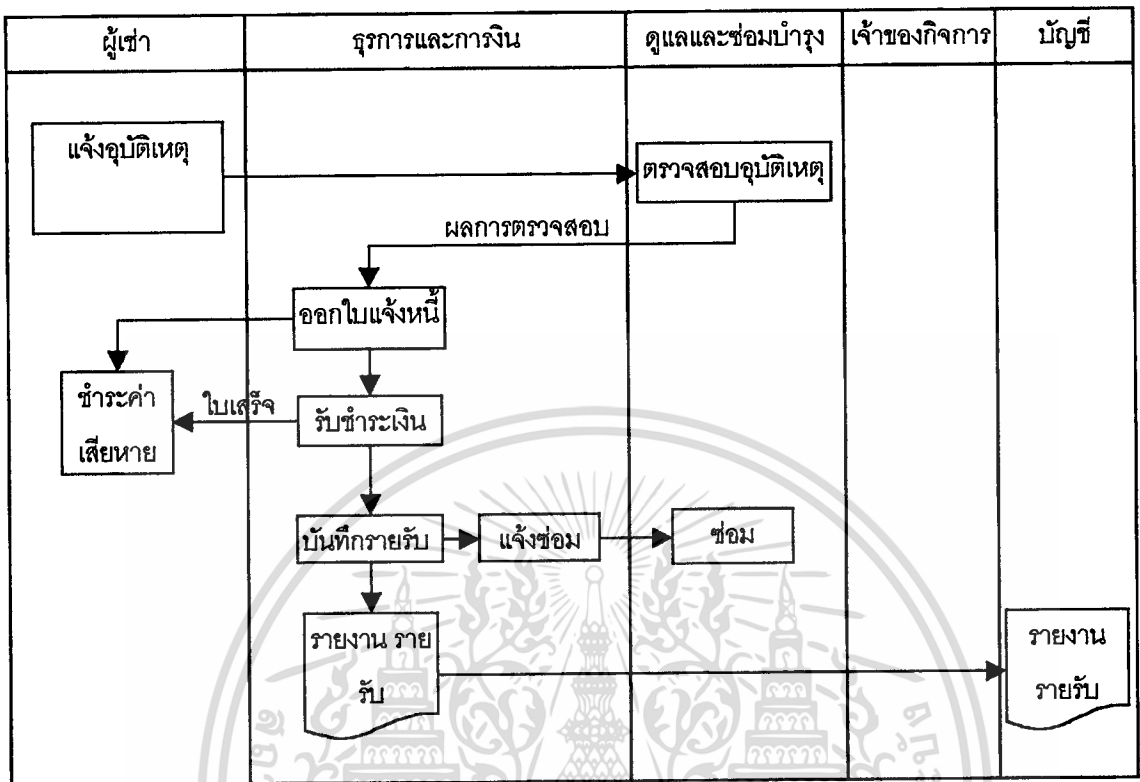 ผู้เช่า
ธุรการและการเงิน
ดูแลและซ่อมบำรุง
เจ้าของกิจการ
บัญชี
แจ้งอุบัติเหตุ
ตรวจสอบอุบัติเหตุ
ผลการตรวจสอบ
ออกใบแจ้งหนี้
ชำระค่า
เสียหาย
ใบเสร็จ
รับชำระเงิน
บันทึกรายรับ
แจ้งซ่อม
ซ่อม
รายงาน ราย
รับ
รายงาน
รายรับ